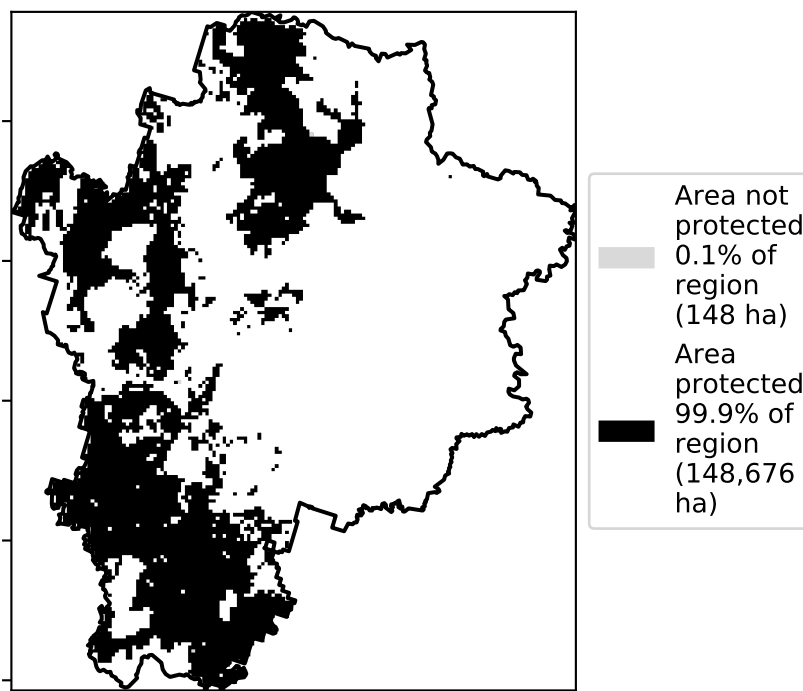 Area not
protected
0.1% of
region
(148 ha)
Area
protected
99.9% of
region
(148,676
ha)